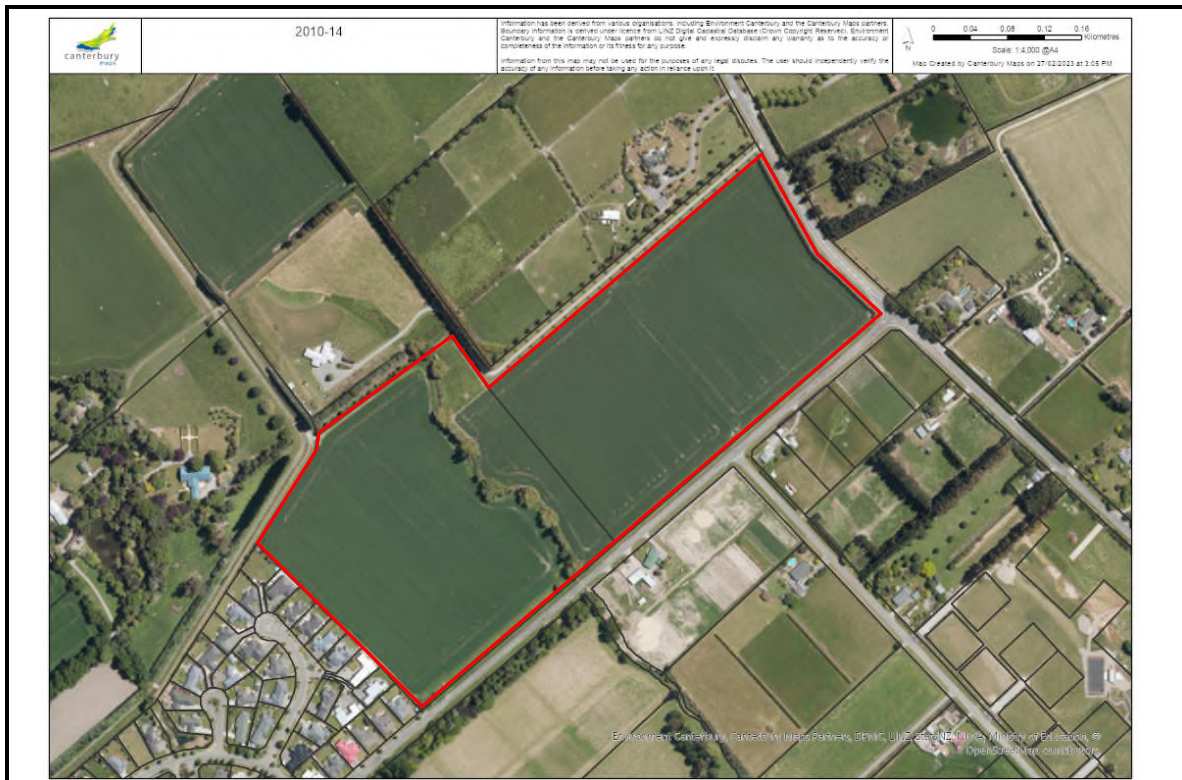 canterbury
maps
2010-14
Information has been derived from various organisations, including Environment Canterbury and the Canterbury Maps partners.
Boundary information is derived under licence from LINZ Digital Cadastral Database (Crown Copyright Reserved). Environment
Canterbury and the Canterbury Maps partners do not give and expressly disclaim any warranty as to the accuracy or
completeness of the information or its fitness for any purpose.
Information from this map may not be used for the purposes of any legal disputes. The user should independently verify the
accuracy of any information before taking any action in reliance upon it.
N
0 0.04 0.08 0.12 0.16
Kilometres
Scale: 1:4,000 @A4
Map Created by Canterbury Maps on 27/02/2023 at 3:05 PM
Environment Canterbury, Canterbury Maps Partners, LINZ, Ministry of Education, ©
OpenStreetMap contributors